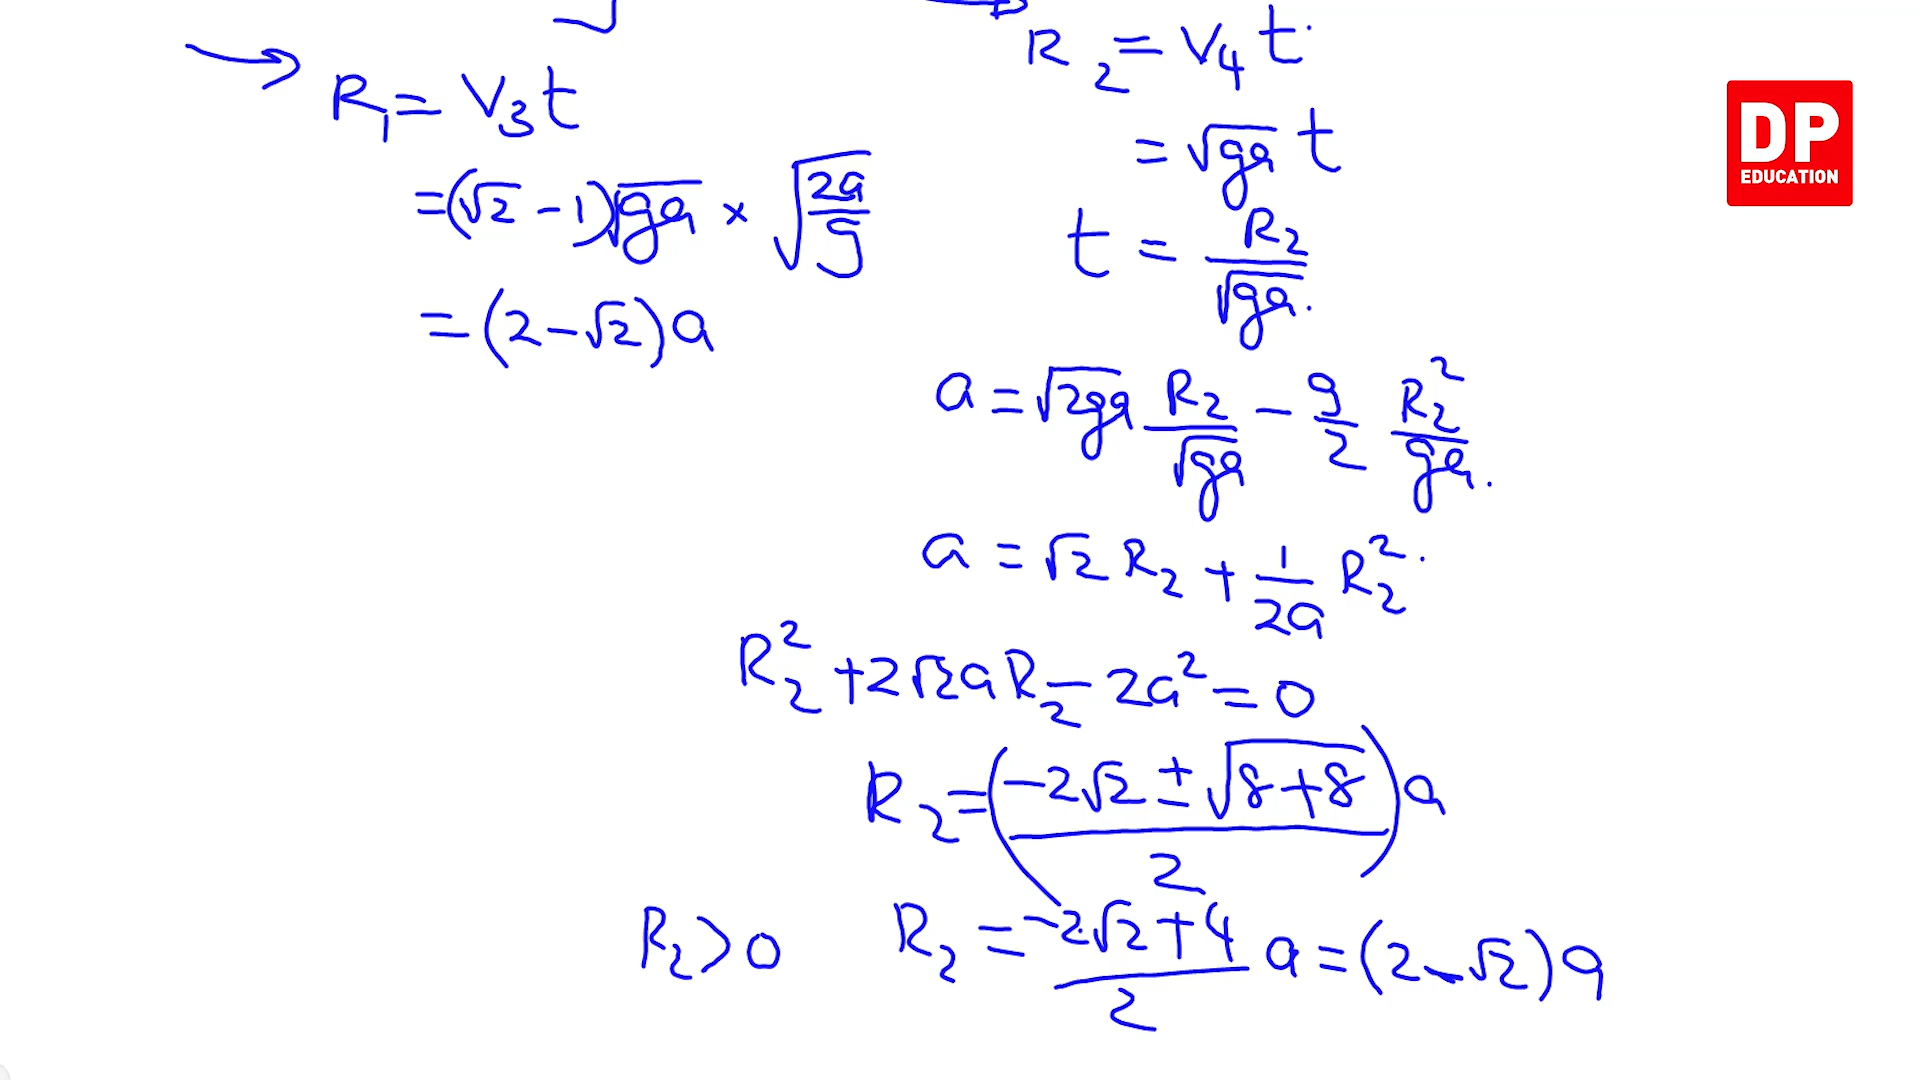 R₁ = V₃t
= (√2 - 1)√ga × √(2a/g)
= (2 - √2)a
R₂ = V₄t
= √ga t
t = R₂/√ga
a = √2ga R₂/√ga - g/2 R₂²/ga
a = √2 R₂ + 1/2a R₂²
R₂² + 2√2aR₂ - 2a² = 0
R₂ = ((-2√2 ± √(8+8))/2)a
R₂ > 0
R₂ = (-2√2+4)/2 a = (2-√2)a
DP
EDUCATION